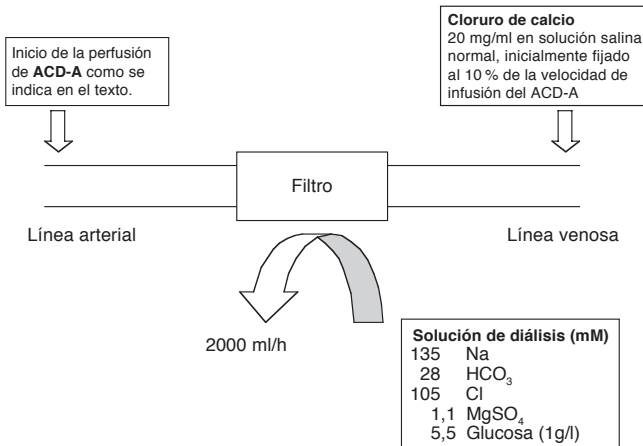 Inicio de la perfusión
de ACD-A como se
indica en el texto.
Cloruro de calcio
20 mg/ml en solución salina
normal, inicialmente fijado
al 10 % de la velocidad de
infusión del ACD-A
Filtro
Línea arterial
Línea venosa
2000 ml/h
Solución de diálisis (mM)
135 Na
28 HCO3
105 Cl
1,1 MgSO4
5,5 Glucosa (1g/l)